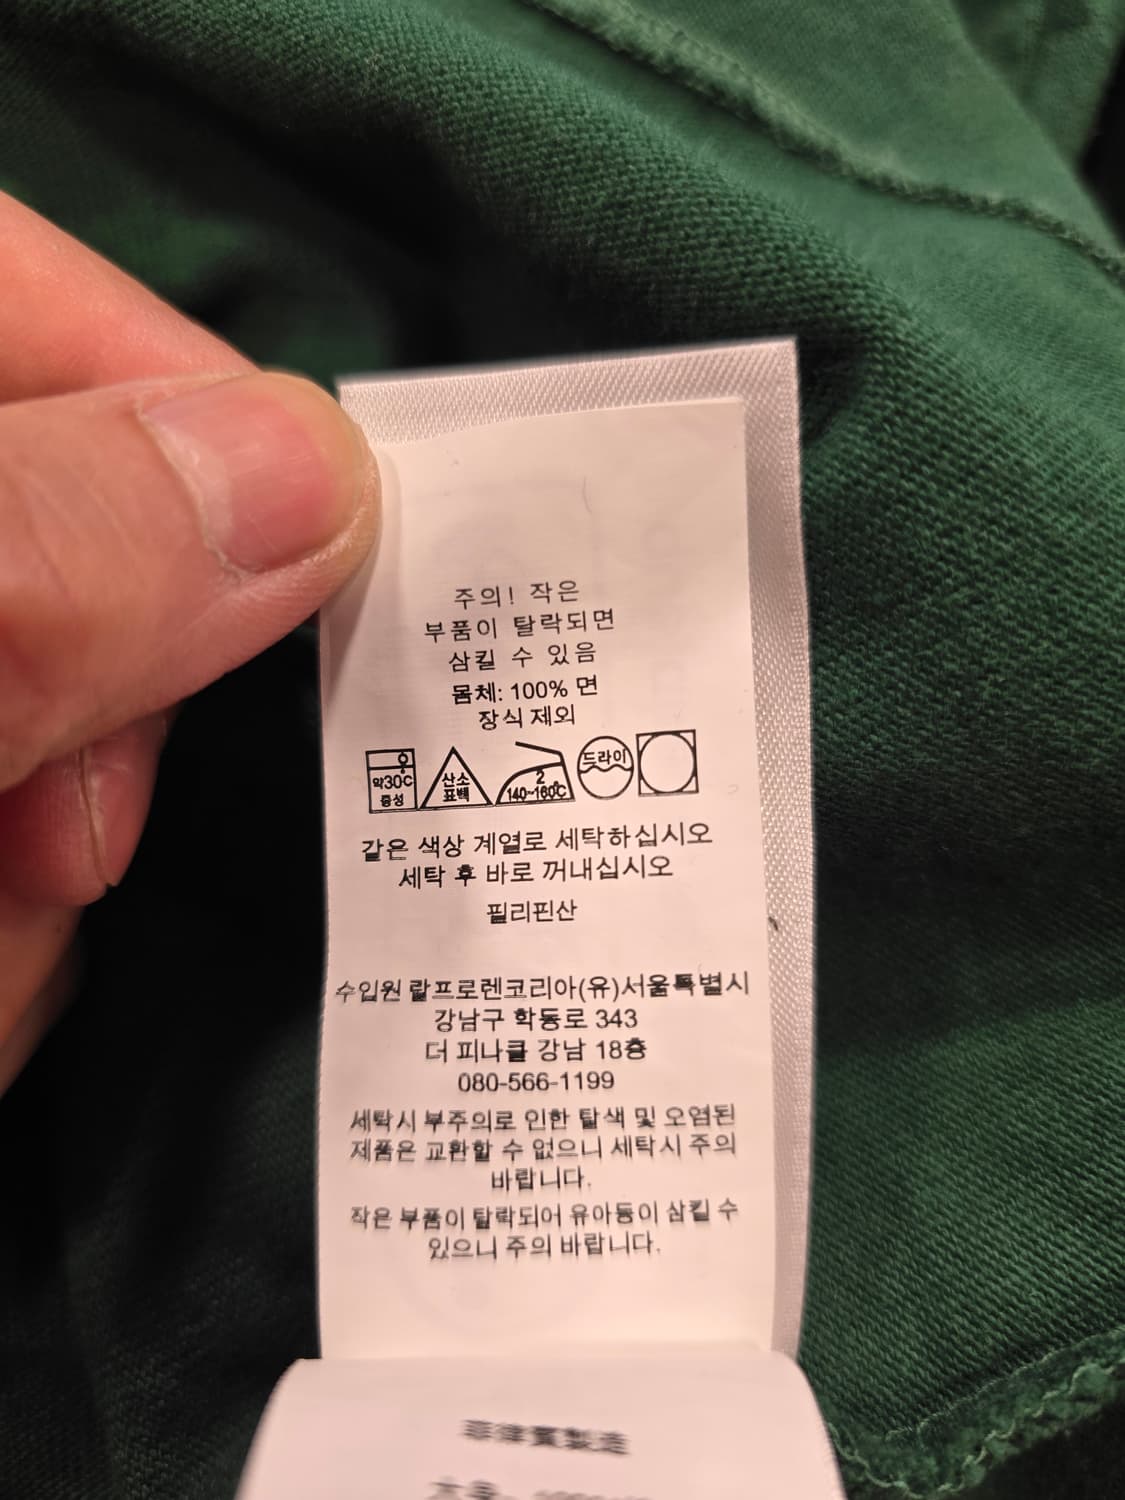 주의! 작은
부품이 탈락되면
삼킬 수 있음
몸체: 100% 면
장식 제외
약30℃
중성
산소
표백
2
140~160℃
드라이
같은 색상 계열로 세탁하십시오
세탁 후 바로 꺼내십시오
필리핀산
수입원 랄프로렌코리아(유)서울특별시
강남구 학동로 343
더 피나클 강남 18층
080-566-1199
세탁시 부주의로 인한 탈색 및 오염된
제품은 교환할 수 없으니 세탁시 주의
바랍니다.
작은 부품이 탈락되어 유아등이 삼킬 수
있으니 주의 바랍니다.
菲律賓製造